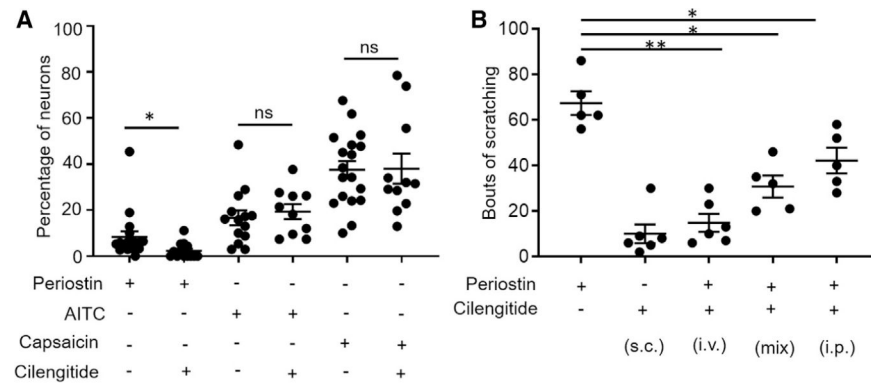 A
Percentage of neurons
100
80
60
40
20
0
*
ns
ns
Periostin + + - - - -
AITC - - + + - -
Capsaicin - - - - + +
Cilengitide - + - + - +
B
Bouts of scratching
100
80
60
40
20
0
*
*
**
Periostin + - + + +
Cilengitide - + + + +
(s.c.) (i.v.) (mix) (i.p.)